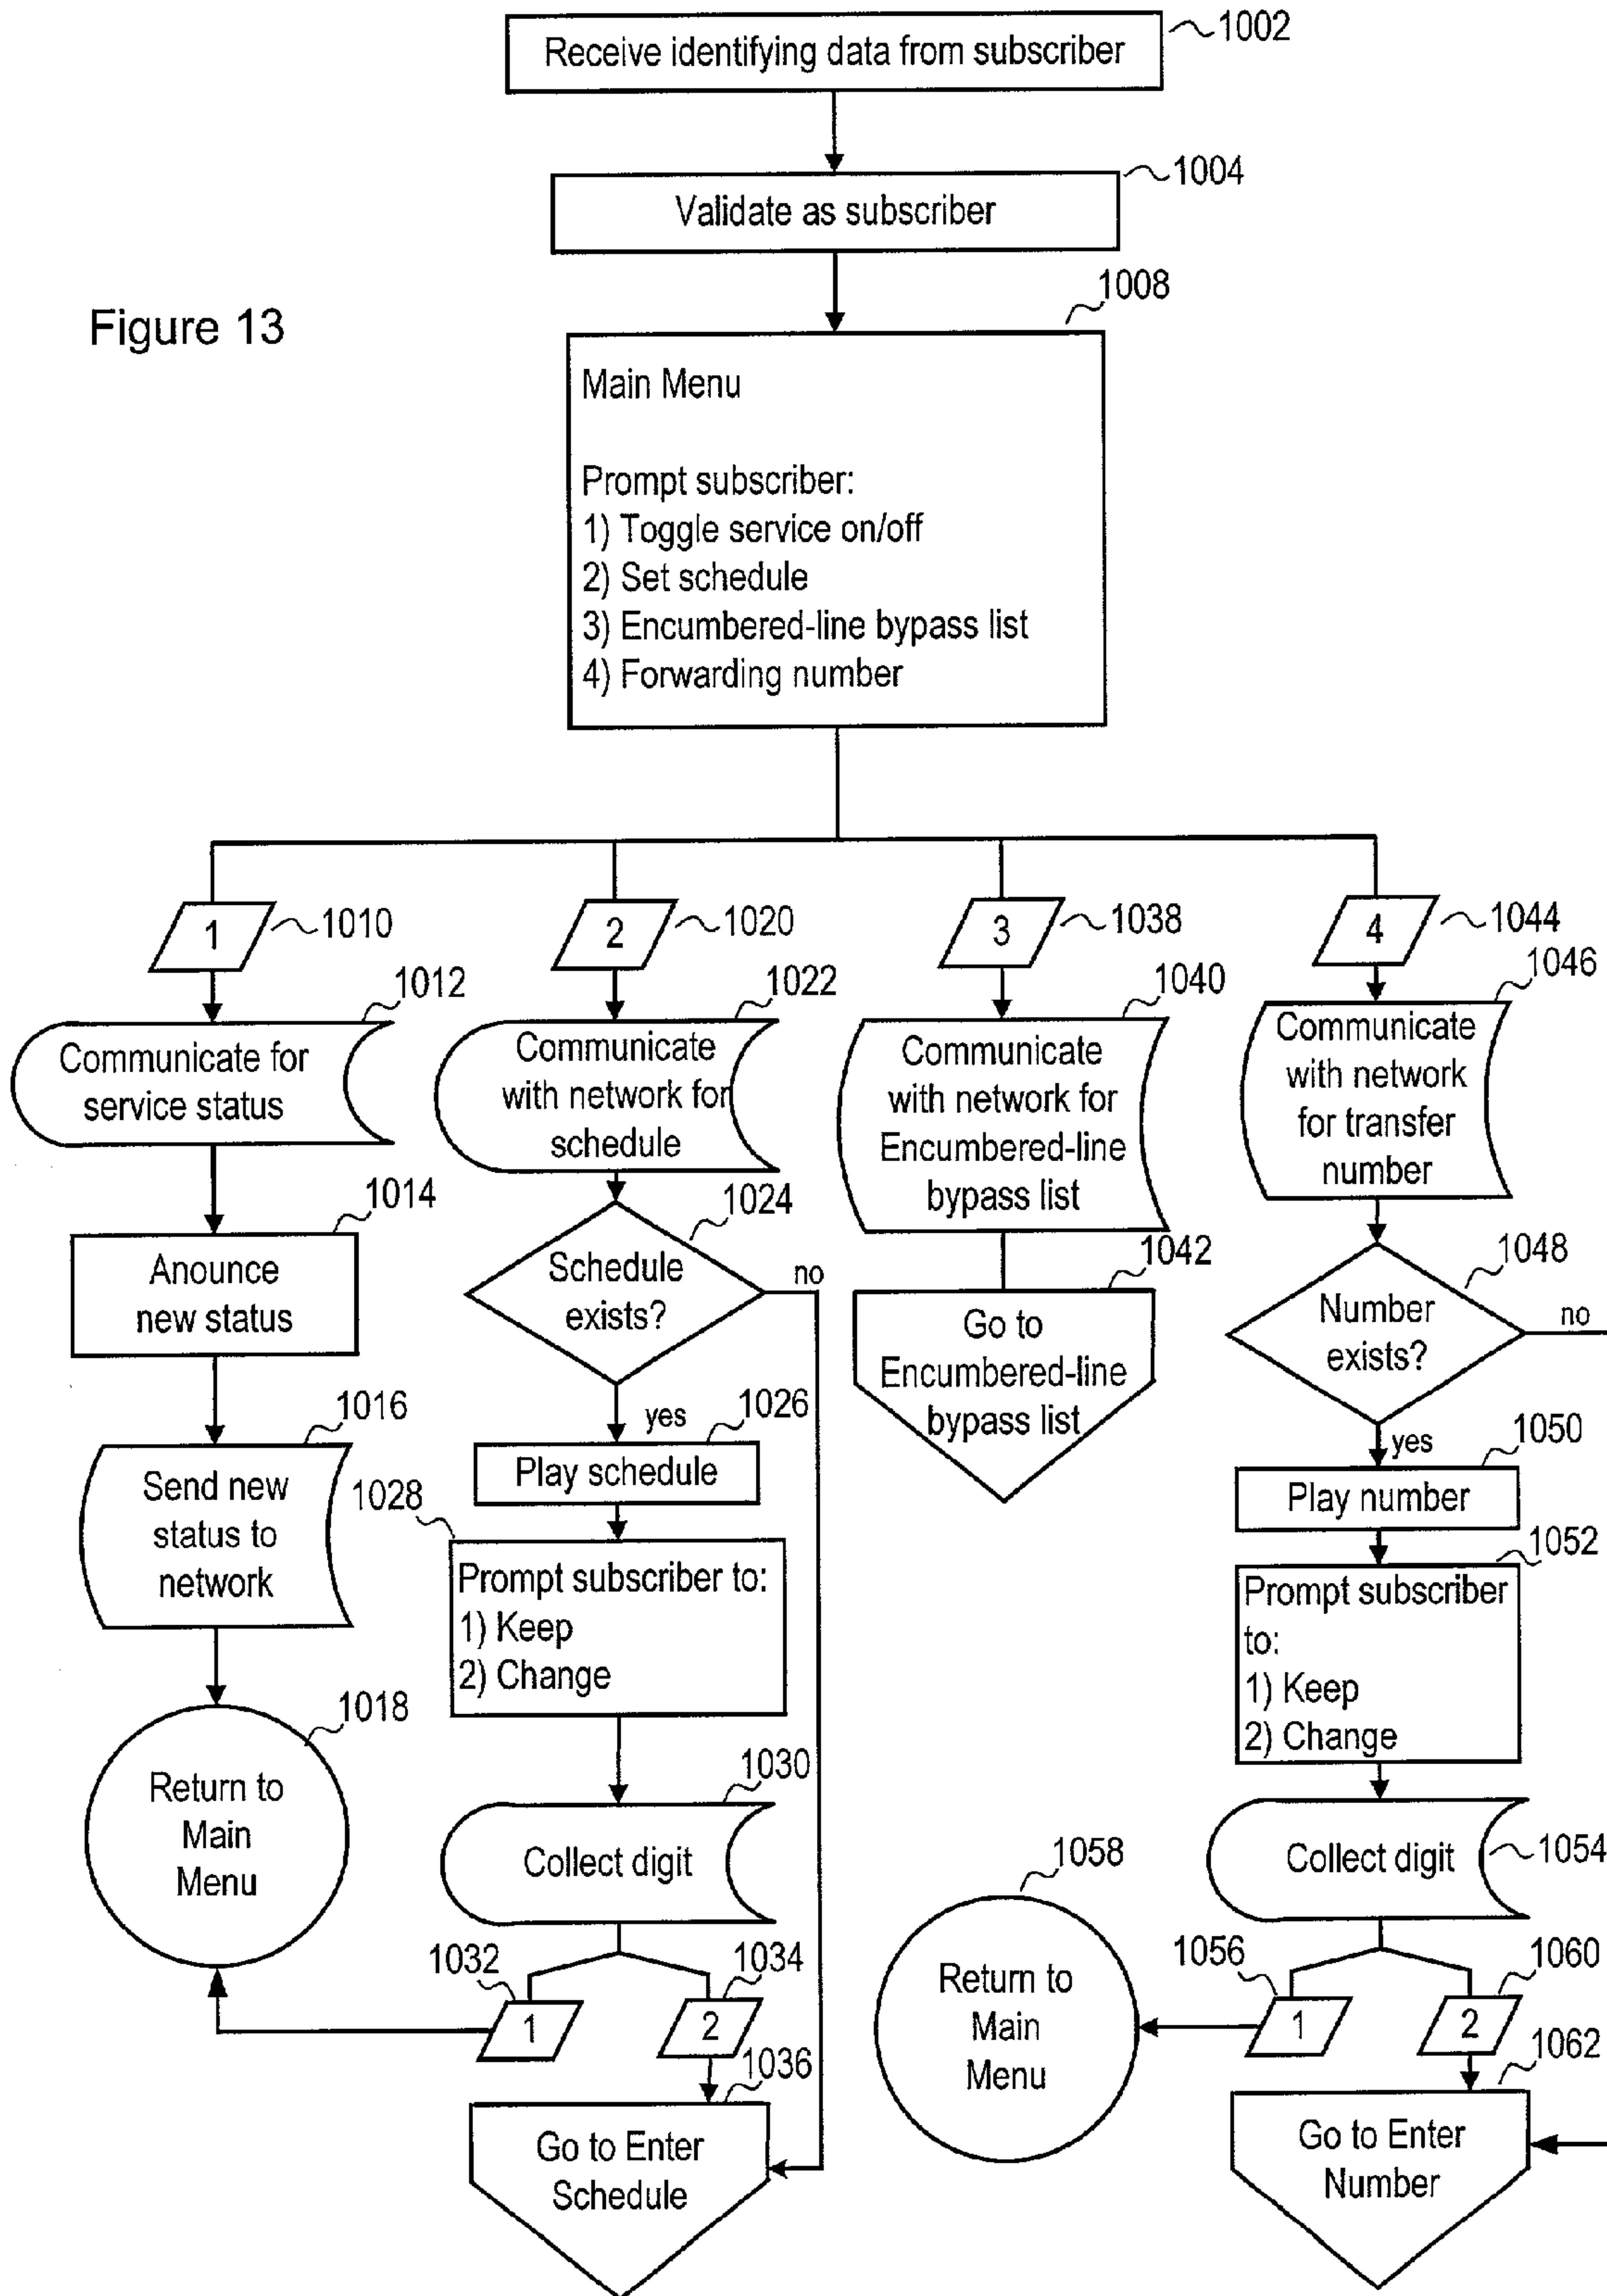 1002
Receive identifying data from subscriber
1004
Validate as subscriber
1008
Figure 13
Main Menu
Prompt subscriber:
1) Toggle service on/off
2) Set schedule
3) Encumbered-line bypass list
4) Forwarding number
1
1010
1012
Communicate for
service status
1014
Anounce
new status
1016
Send new
status to
network
1018
Return to
Main
Menu
2
1020
1022
Communicate
with network for
schedule
1024
Schedule
exists?
no
yes
1026
Play schedule
1028
Prompt subscriber to:
1) Keep
2) Change
1030
Collect digit
1032
1
1034
2
1036
Go to Enter
Schedule
3
1038
1040
Communicate
with network for
Encumbered-line
bypass list
1042
Go to
Encumbered-line
bypass list
4
1044
1046
Communicate
with network
for transfer
number
1048
Number
exists?
no
yes
1050
Play number
1052
Prompt subscriber
to:
1) Keep
2) Change
Collect digit
1054
1056
1
1058
Return to
Main
Menu
1060
2
1062
Go to Enter
Number